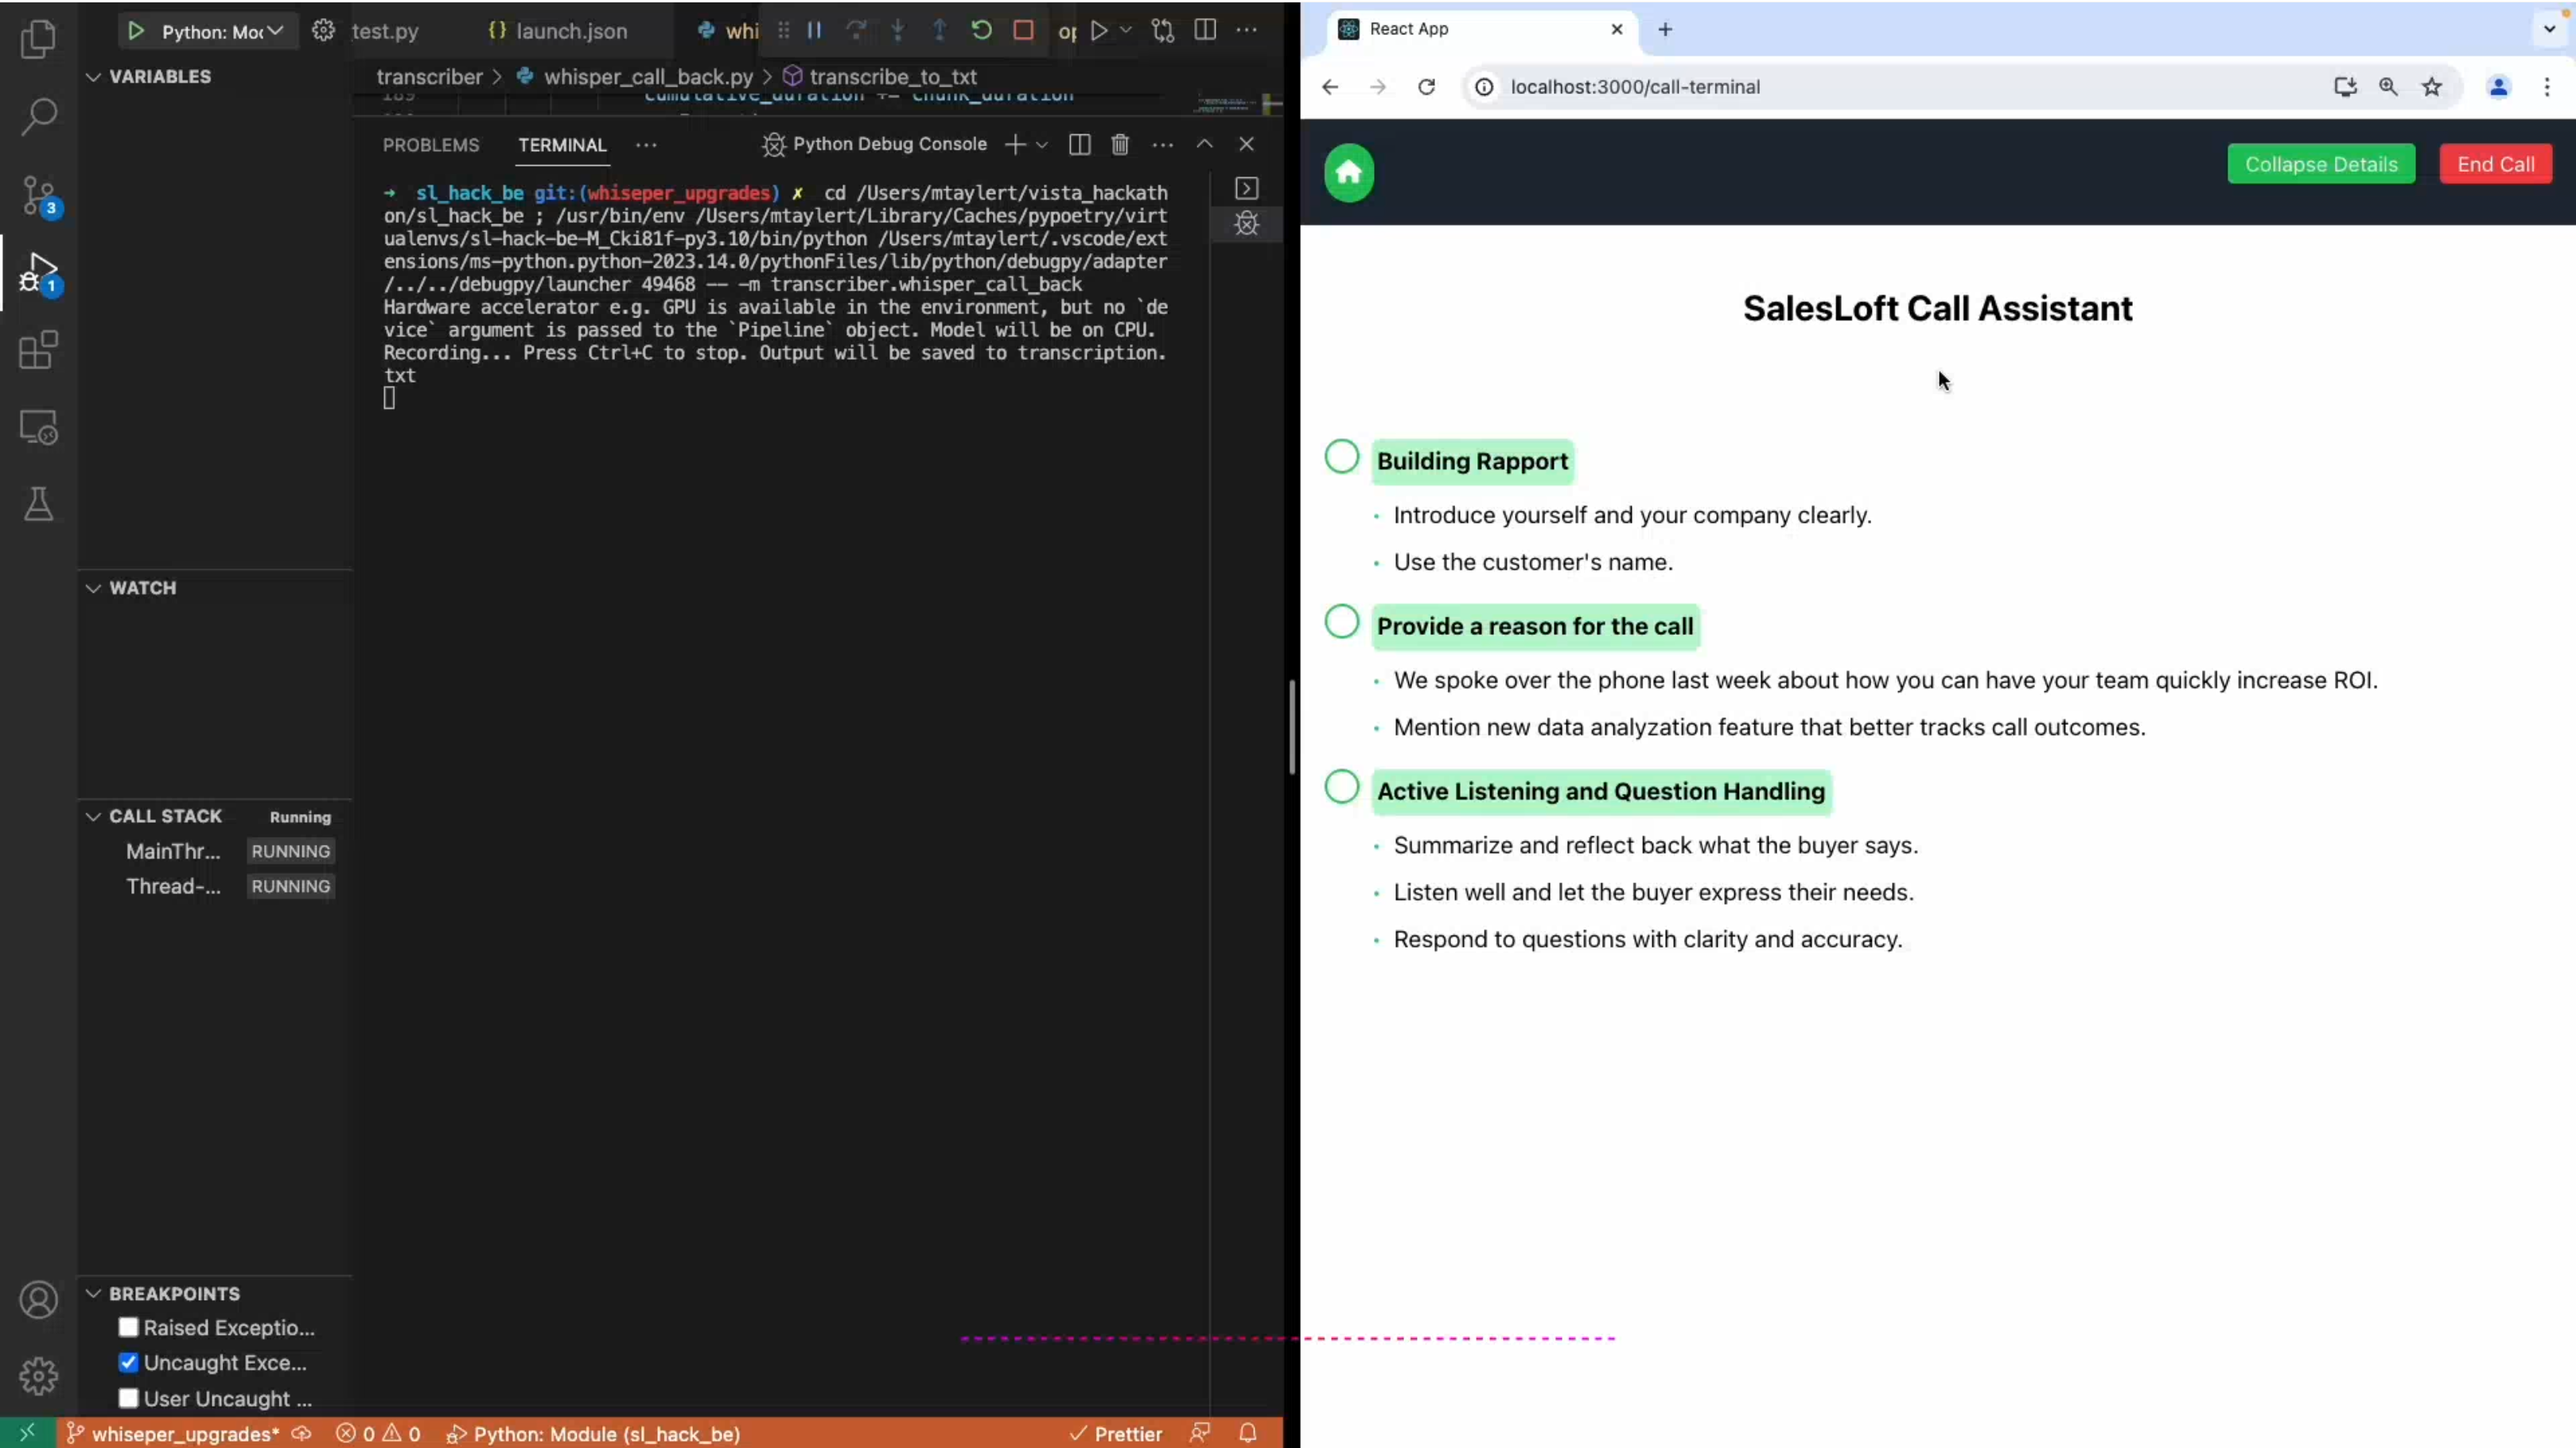 Python: Mo
test.py
{} launch.json
whi
transcriber > whisper_call_back.py > transcribe_to_txt
189 cumulative_duration += chunk_duration
VARIABLES
PROBLEMS
TERMINAL
Python Debug Console
→ sl_hack_be git:(whiseper_upgrades) ✗ cd /Users/mtaylert/vista_hackath
on/sl_hack_be ; /usr/bin/env /Users/mtaylert/Library/Caches/pypoetry/virt
ualenvs/sl-hack-be-M_Cki81f-py3.10/bin/python /Users/mtaylert/.vscode/ext
ensions/ms-python.python-2023.14.0/pythonFiles/lib/python/debugpy/adapter
/../../debugpy/launcher 49468 -- -m transcriber.whisper_call_back
Hardware accelerator e.g. GPU is available in the environment, but no `de
vice` argument is passed to the `Pipeline` object. Model will be on CPU.
Recording... Press Ctrl+C to stop. Output will be saved to transcription.
txt
3
1
WATCH
CALL STACK Running
MainThr... RUNNING
Thread-... RUNNING
BREAKPOINTS
Raised Exceptio...
Uncaught Exce...
User Uncaught ...
whiseper_upgrades* 0 0 Python: Module (sl_hack_be) Prettier
React App
localhost:3000/call-terminal
Collapse Details
End Call
SalesLoft Call Assistant
Building Rapport
· Introduce yourself and your company clearly.
· Use the customer's name.
Provide a reason for the call
· We spoke over the phone last week about how you can have your team quickly increase ROI.
· Mention new data analyzation feature that better tracks call outcomes.
Active Listening and Question Handling
· Summarize and reflect back what the buyer says.
· Listen well and let the buyer express their needs.
· Respond to questions with clarity and accuracy.